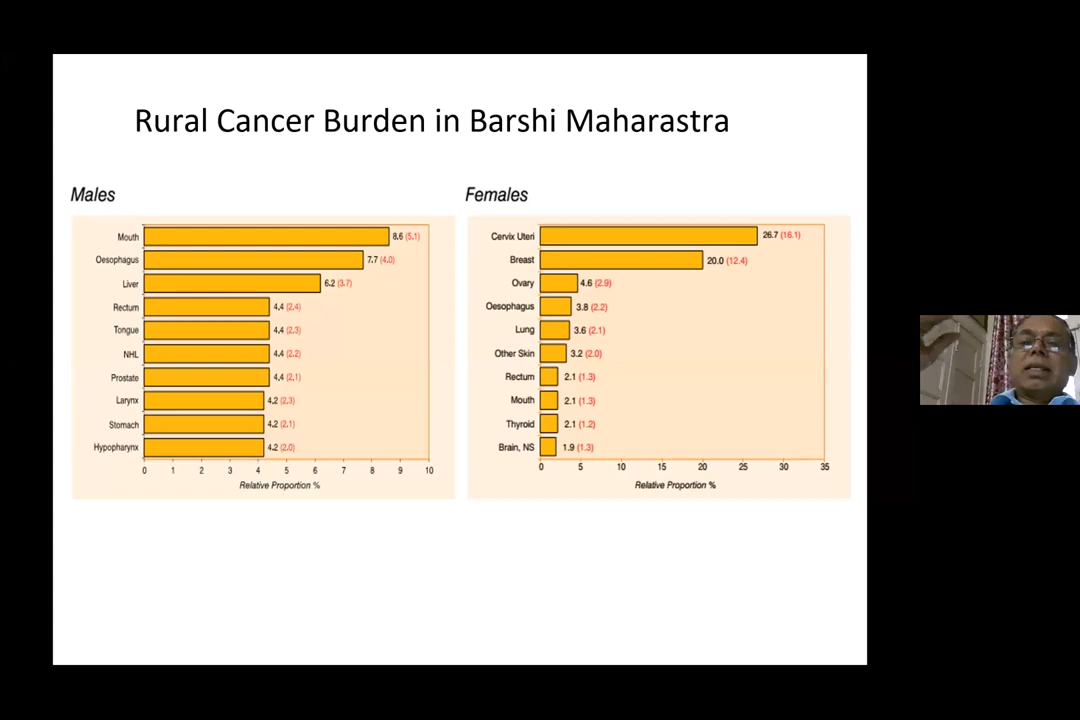 Rural Cancer Burden in Barshi Maharastra
Males
Mouth 8.6 (5.1)
Oesophagus 7.7 (4.0)
Liver 6.2 (3.7)
Rectum 4.4 (2.4)
Tongue 4.4 (2.3)
NHL 4.4 (2.2)
Prostate 4.4 (2.1)
Larynx 4.2 (2.3)
Stomach 4.2 (2.1)
Hypopharynx 4.2 (2.0)
0 1 2 3 4 5 6 7 8 9 10
Relative Proportion %
Females
Cervix Uteri 26.7 (16.1)
Breast 20.0 (12.4)
Ovary 4.6 (2.9)
Oesophagus 3.8 (2.2)
Lung 3.6 (2.1)
Other Skin 3.2 (2.0)
Rectum 2.1 (1.3)
Mouth 2.1 (1.3)
Thyroid 2.1 (1.2)
Brain, NS 1.9 (1.3)
0 5 10 15 20 25 30 35
Relative Proportion %